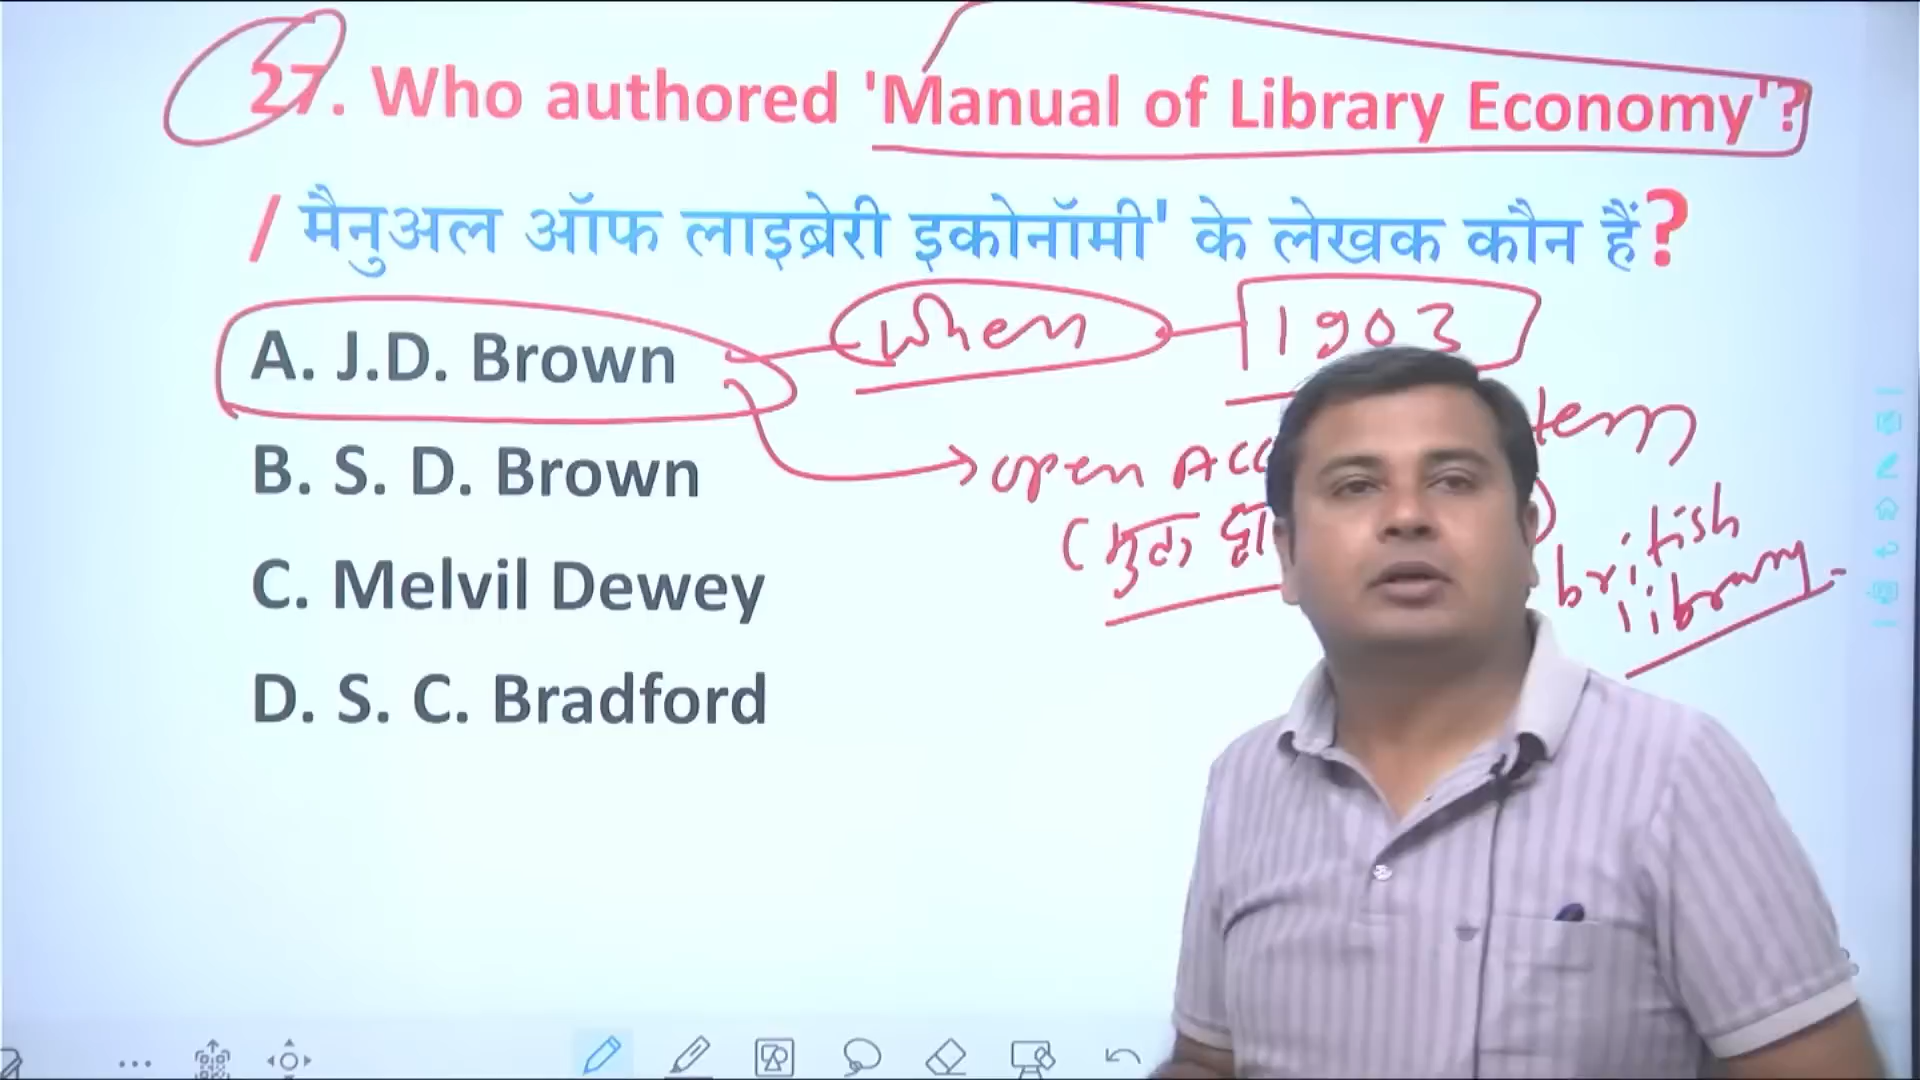 27. Who authored 'Manual of Library Economy'?
/ मैनुअल ऑफ लाइब्रेरी इकोनॉमी' के लेखक कौन हैं?
A. J.D. Brown
when
1903
B. S. D. Brown
open
C. Melvil Dewey
british
library
D. S. C. Bradford